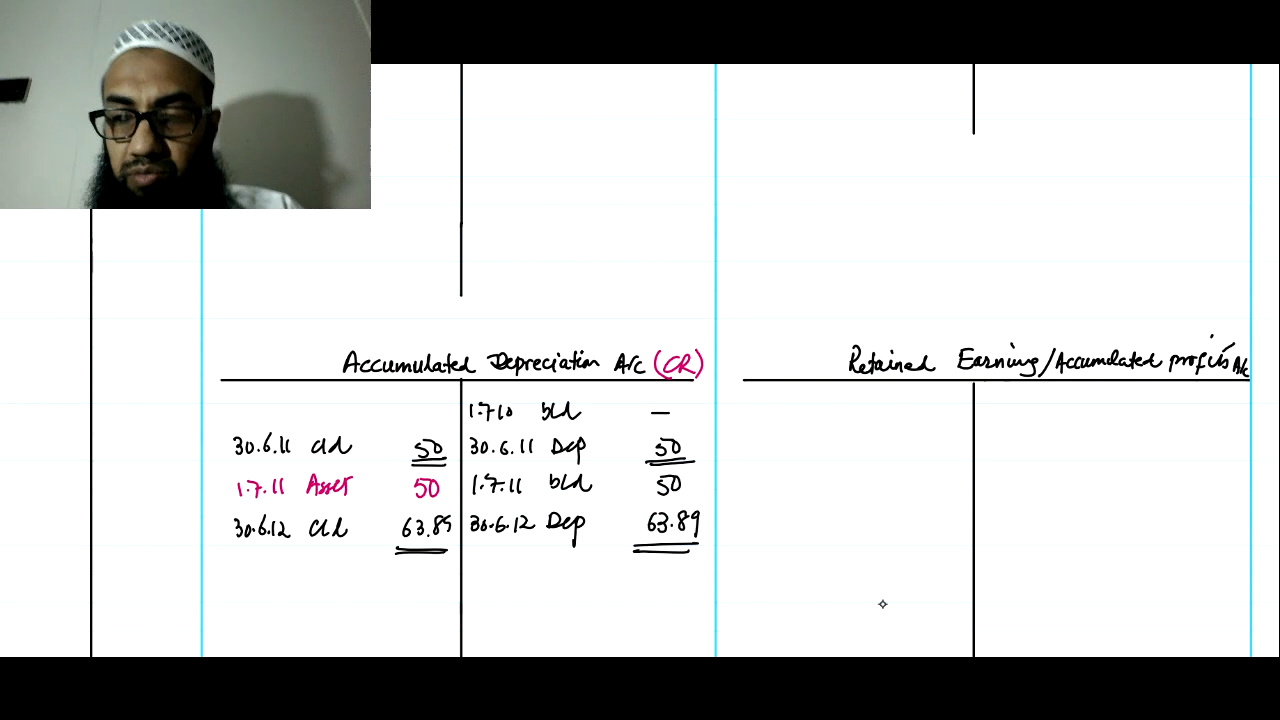 Accumulated Depreciation A/c (CR)
1.7.10 b/d —
30.6.11 c/d 50 30.6.11 Dep 50
1.7.11 Asset 50 1.7.11 b/d 50
30.6.12 c/d 63.89 30.6.12 Dep 63.89
Retained Earning/Accumulated profits A/c